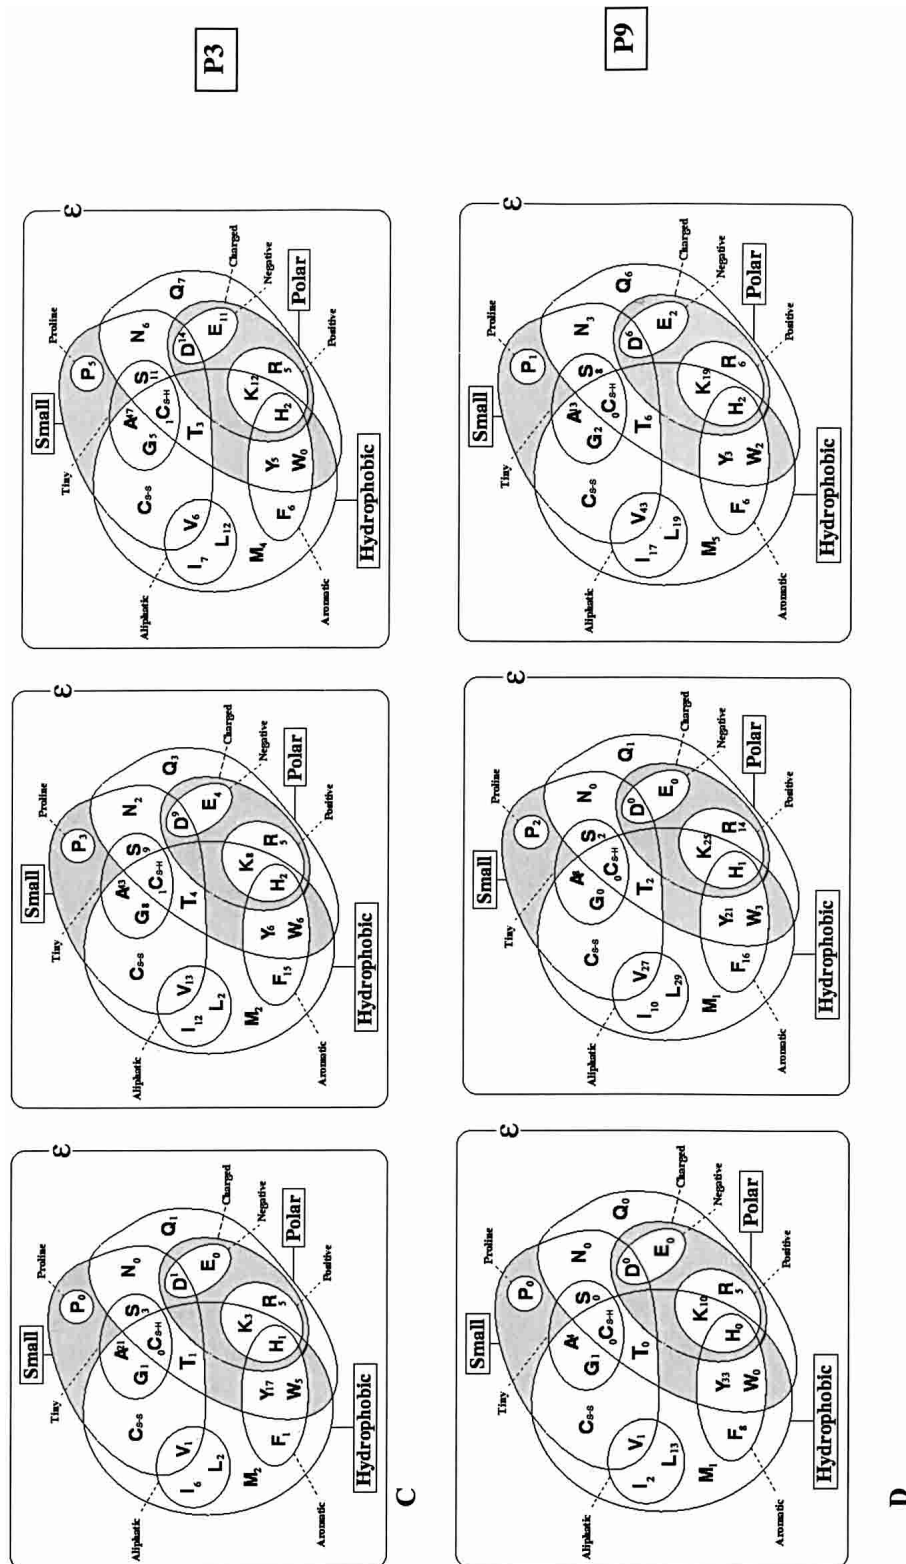 Small
Proline
Tiny
Aliphatic
P0
ε
A21
S3
N0
Q1
G1
0CS-H
CS-S
T1
D1
E0
Charged
Negative
V1
I6
L2
K3
R5
Polar
Positive
Y17
H1
M2
F1
W5
Aromatic
Hydrophobic
Small
Proline
Tiny
Aliphatic
P3
ε
A43
S9
N2
Q3
G8
1CS-H
CS-S
T4
D9
E4
Charged
Negative
V13
I12
L2
K8
R5
Polar
Positive
Y6
H2
M2
F15
W6
Aromatic
Hydrophobic
Small
Proline
Tiny
Aliphatic
P5
ε
A47
S11
N6
Q7
G5
1CS-H
CS-S
T3
D14
E11
Charged
Negative
V6
I7
L12
K12
R5
Polar
Positive
Y5
H2
M4
F6
W0
Aromatic
Hydrophobic
P3
C
Small
Proline
Tiny
Aliphatic
P0
ε
A4
S0
N0
Q0
G1
0CS-H
CS-S
T0
D0
E0
Charged
Negative
V1
I2
L13
K10
R5
Polar
Positive
Y33
H0
M1
F8
W0
Aromatic
Hydrophobic
Small
Proline
Tiny
Aliphatic
P2
ε
S2
N0
Q1
G0
0CS-H
CS-S
T2
D0
E0
Charged
Negative
V27
I10
L29
K25
R14
Polar
Positive
Y21
H1
M1
F16
W3
Aromatic
Hydrophobic
Small
Proline
Tiny
Aliphatic
P1
ε
A13
S8
N3
Q6
G2
0CS-H
CS-S
T6
D6
E2
Charged
Negative
V43
I17
L19
K19
R6
Polar
Positive
Y3
H2
M5
F6
W2
Aromatic
Hydrophobic
P9
D